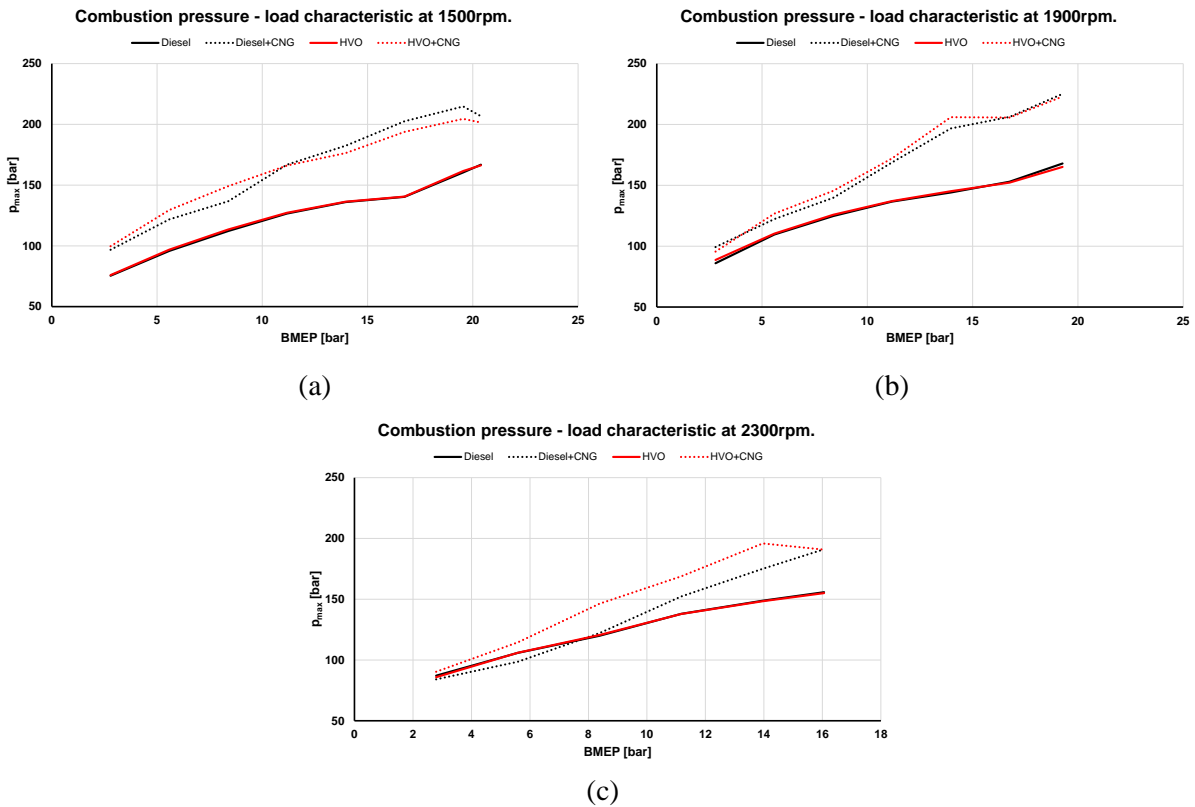 Combustion pressure - load characteristic at 1500rpm.
Diesel Diesel+CNG HVO HVO+CNG
250
200
150
100
50
p_max [bar]
0 5 10 15 20 25
BMEP [bar]
(a)
Combustion pressure - load characteristic at 1900rpm.
Diesel Diesel+CNG HVO HVO+CNG
250
200
150
100
50
p_max [bar]
0 5 10 15 20 25
BMEP [bar]
(b)
Combustion pressure - load characteristic at 2300rpm.
Diesel Diesel+CNG HVO HVO+CNG
250
200
150
100
50
p_max [bar]
0 2 4 6 8 10 12 14 16 18
BMEP [bar]
(c)